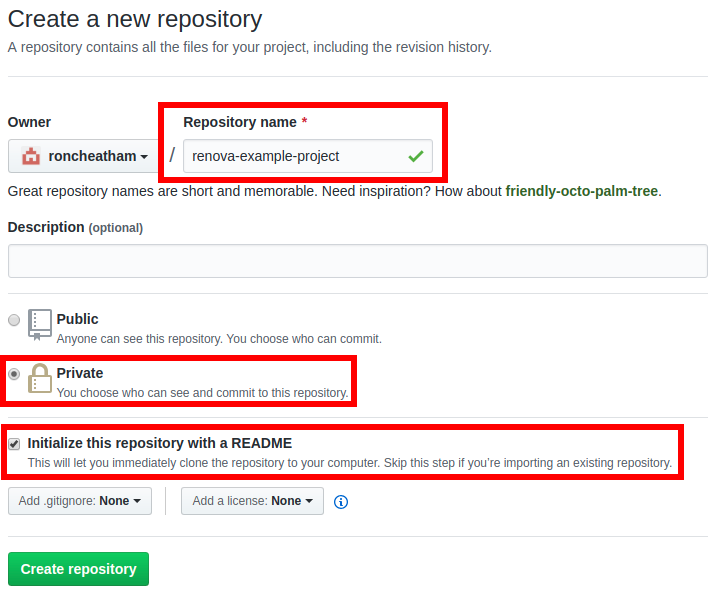 Create a new repository
A repository contains all the files for your project, including the revision history.
Owner
Repository name *
roncheatham
/
renova-example-project
Great repository names are short and memorable. Need inspiration? How about friendly-octo-palm-tree.
Description (optional)
Public
Anyone can see this repository. You choose who can commit.
Private
You choose who can see and commit to this repository.
Initialize this repository with a README
This will let you immediately clone the repository to your computer. Skip this step if you’re importing an existing repository.
Add .gitignore: None
Add a license: None
Create repository